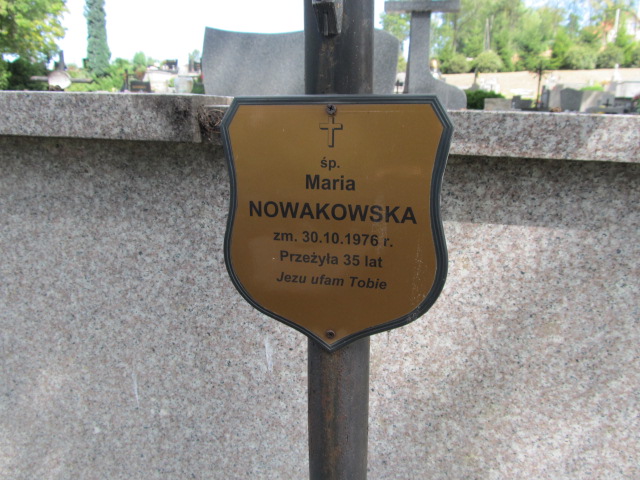 śp.
Maria
NOWAKOWSKA
zm. 30.10.1976 r.
Przeżyła 35 lat
Jezu ufam Tobie